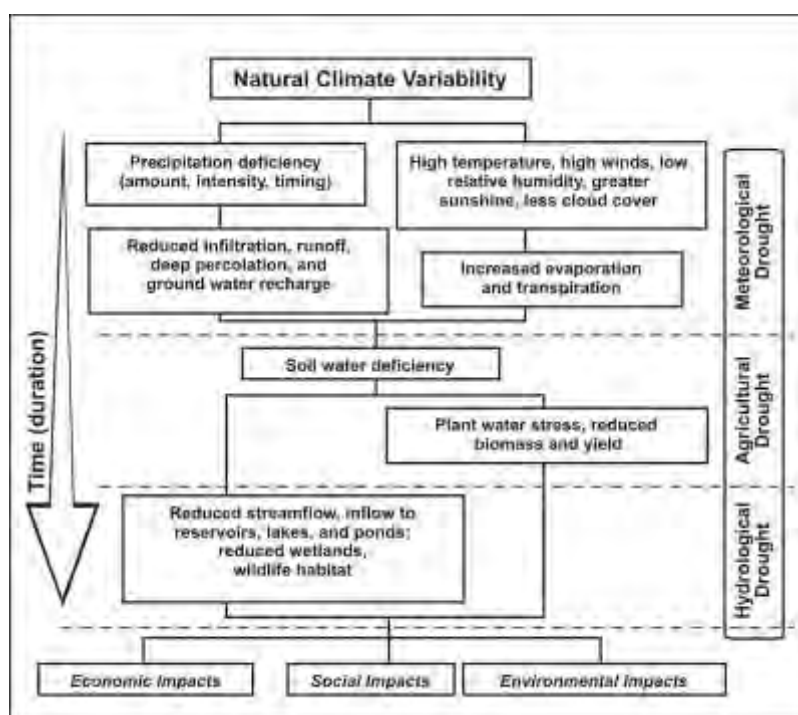 Natural Climate Variability
Precipitation deficiency
(amount, intensity, timing)
High temperature, high winds, low
relative humidity, greater
sunshine, less cloud cover
Reduced infiltration, runoff,
deep percolation, and
ground water recharge
Increased evaporation
and transpiration
Meteorological
Drought
Soil water deficiency
Plant water stress, reduced
biomass and yield
Agricultural
Drought
Time (duration)
Reduced streamflow, inflow to
reservoirs, lakes, and ponds;
reduced wetlands,
wildlife habitat
Hydrological
Drought
Economic Impacts
Social Impacts
Environmental Impacts